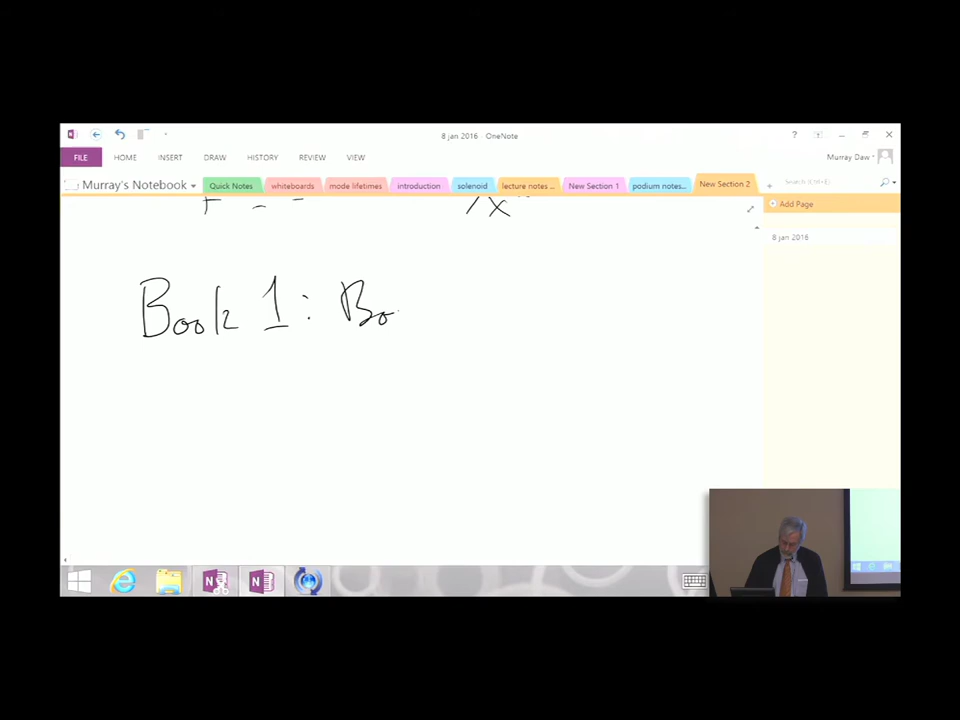 8 jan 2016 - OneNote
?
FILE HOME INSERT DRAW HISTORY REVIEW VIEW
Murray Daw
Murray's Notebook Quick Notes whiteboards mode lifetimes introduction solenoid lecture notes ... New Section 1 podium notes... New Section 2
Search (Ctrl+E)
Add Page
8 jan 2016
Book 1: Bo